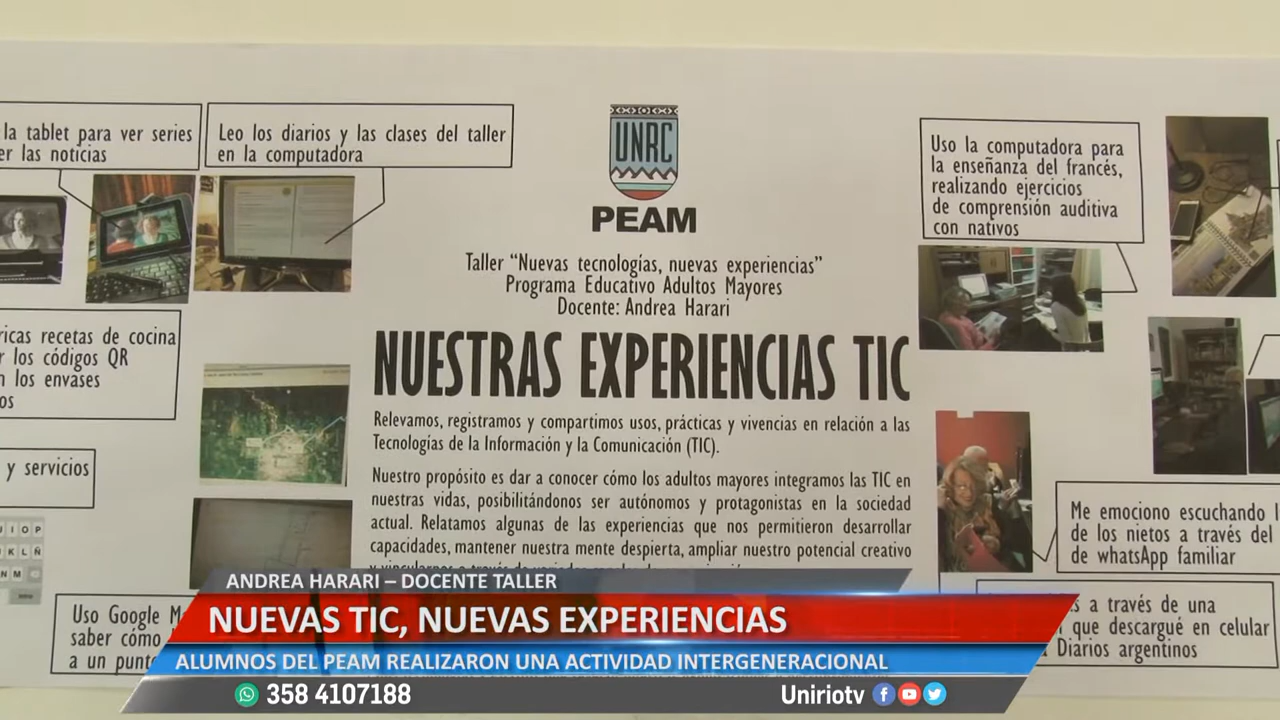 la tablet para ver series
er las noticias
Leo los diarios y las clases del taller
en la computadora
ricas recetas de cocina
r los códigos QR
n los envases
os
y servicios
U I O P
J K L Ñ
N M
Uso Google M
saber cómo
a un punto
UNRC
PEAM
Taller “Nuevas tecnologías, nuevas experiencias”
Programa Educativo Adultos Mayores
Docente: Andrea Harari
NUESTRAS EXPERIENCIAS TIC
Relevamos, registramos y compartimos usos, prácticas y vivencias en relación a las
Tecnologías de la Información y la Comunicación (TIC).
Nuestro propósito es dar a conocer cómo los adultos mayores integramos las TIC en
nuestras vidas, posibilitándonos ser autónomos y protagonistas en la sociedad
actual. Relatamos algunas de las experiencias que nos permitieron desarrollar
capacidades, mantener nuestra mente despierta, ampliar nuestro potencial creativo
Uso la computadora para
la enseñanza del francés,
realizando ejercicios
de comprensión auditiva
con nativos
Me emociono escuchando l
de los nietos a través del
de whatsApp familiar
s a través de una
que descargué en celular
Diarios argentinos
ANDREA HARARI – DOCENTE TALLER
NUEVAS TIC, NUEVAS EXPERIENCIAS
ALUMNOS DEL PEAM REALIZARON UNA ACTIVIDAD INTERGENERACIONAL
358 4107188
Uniriotv